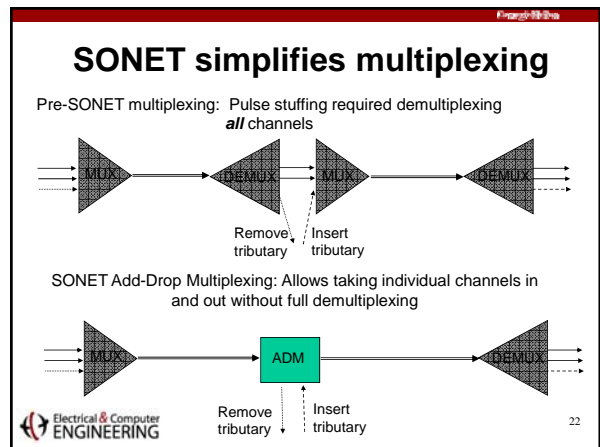 Carnegie Mellon
SONET simplifies multiplexing
Pre-SONET multiplexing: Pulse stuffing required demultiplexing
all channels
MUX DEMUX MUX DEMUX
Remove tributary
Insert tributary
SONET Add-Drop Multiplexing: Allows taking individual channels in
and out without full demultiplexing
MUX ADM DEMUX
Remove tributary
Insert tributary
Electrical & Computer
ENGINEERING
22